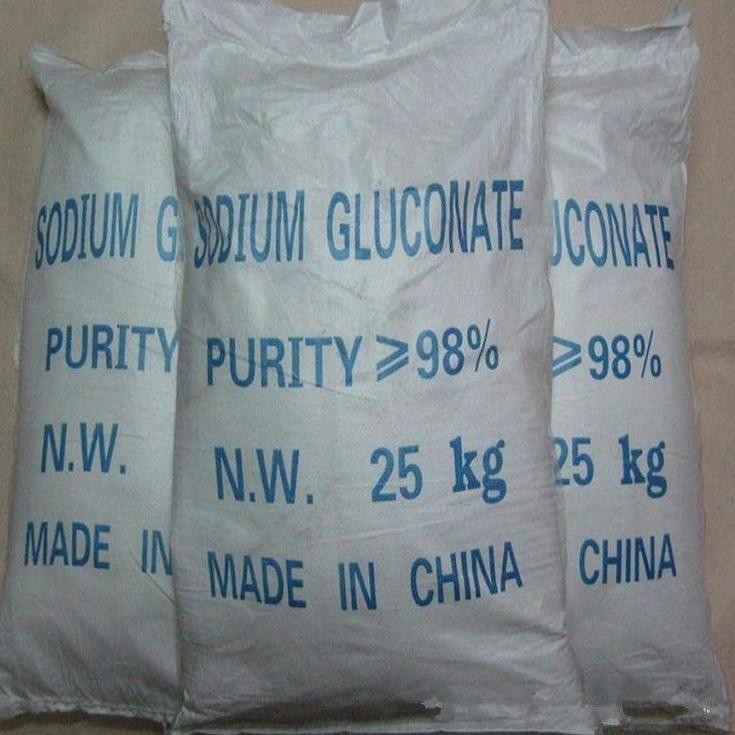 SODIUM GLUCONATE
PURITY ⩾98%
N.W. 25 kg
MADE IN CHINA
SODIUM G
PURITY
N.W.
MADE IN
UCONATE
⩾98%
25 kg
CHINA